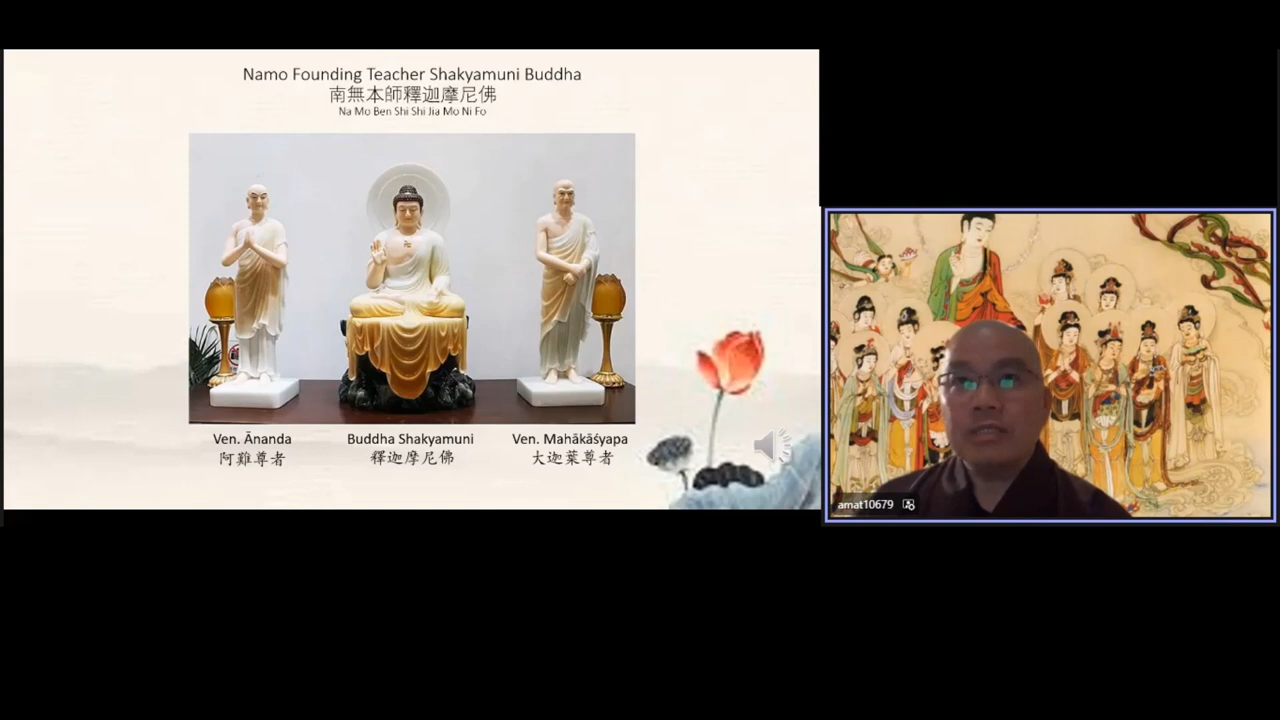 Namo Founding Teacher Shakyamuni Buddha
南無本師釋迦摩尼佛
Na Mo Ben Shi Shi Jia Mo Ni Fo
Ven. Ānanda
阿難尊者
Buddha Shakyamuni
釋迦摩尼佛
Ven. Mahākāśyapa
大迦葉尊者
amat10679